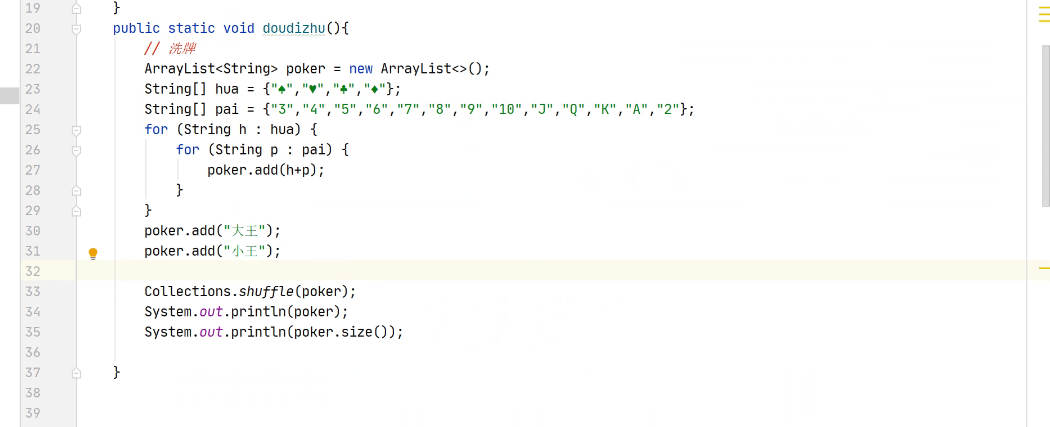 19 }
20 public static void doudizhu(){
21 // 洗牌
22 ArrayList<String> poker = new ArrayList<>();
23 String[] hua = {"♠","♥","♣","♦"};
24 String[] pai = {"3","4","5","6","7","8","9","10","J","Q","K","A","2"};
25 for (String h : hua) {
26 for (String p : pai) {
27 poker.add(h+p);
28 }
29 }
30 poker.add("大王");
31 poker.add("小王");
32
33 Collections.shuffle(poker);
34 System.out.println(poker);
35 System.out.println(poker.size());
36
37 }
38
39